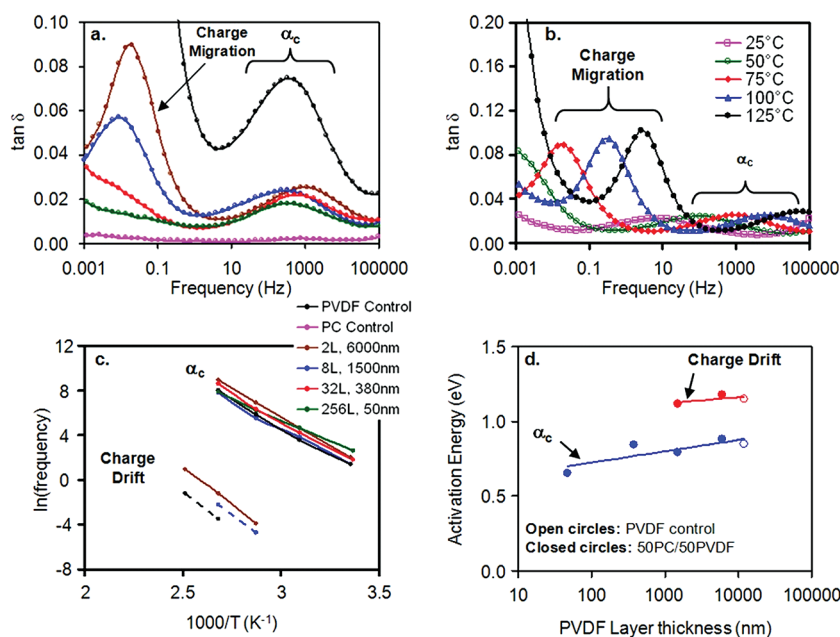 a.
Charge
Migration
αc
tan δ
0.10
0.08
0.06
0.04
0.02
0.00
0.001
0.1
10
1000
100000
Frequency (Hz)
b.
Charge
Migration
αc
25°C
50°C
75°C
100°C
125°C
tan δ
0.20
0.16
0.12
0.08
0.04
0.00
0.001
0.1
10
1000
100000
Frequency (Hz)
PVDF Control
PC Control
2L, 6000nm
8L, 1500nm
32L, 380nm
256L, 50nm
c.
αc
Charge
Drift
ln(frequency)
12
8
4
0
-4
-8
2
2.5
3
3.5
1000/T (K-1)
d.
Charge Drift
αc
Open circles: PVDF control
Closed circles: 50PC/50PVDF
Activation Energy (eV)
1.5
1.0
0.5
0.0
10
100
1000
10000
100000
PVDF Layer thickness (nm)